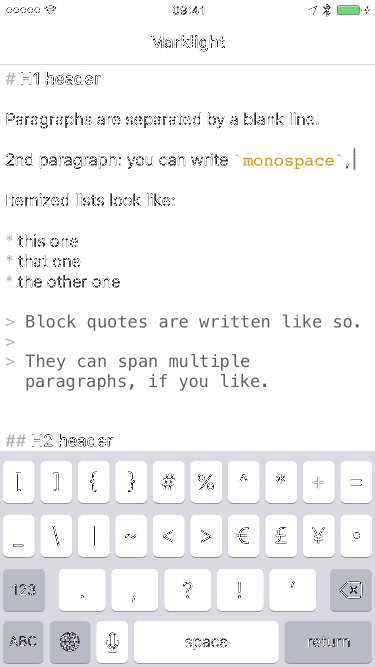 09:41
Marklight
# H1 header
Paragraphs are separated by a blank line.
2nd paragraph: you can write `monospace`,
Itemized lists look like:
* this one
* that one
* the other one
> Block quotes are written like so.
>
> They can span multiple
paragraphs, if you like.
## H2 header
[ ] { } # % ^ * + =
_ \ | ~ < > € £ ¥ •
123 . , ? ! ’
ABC space return